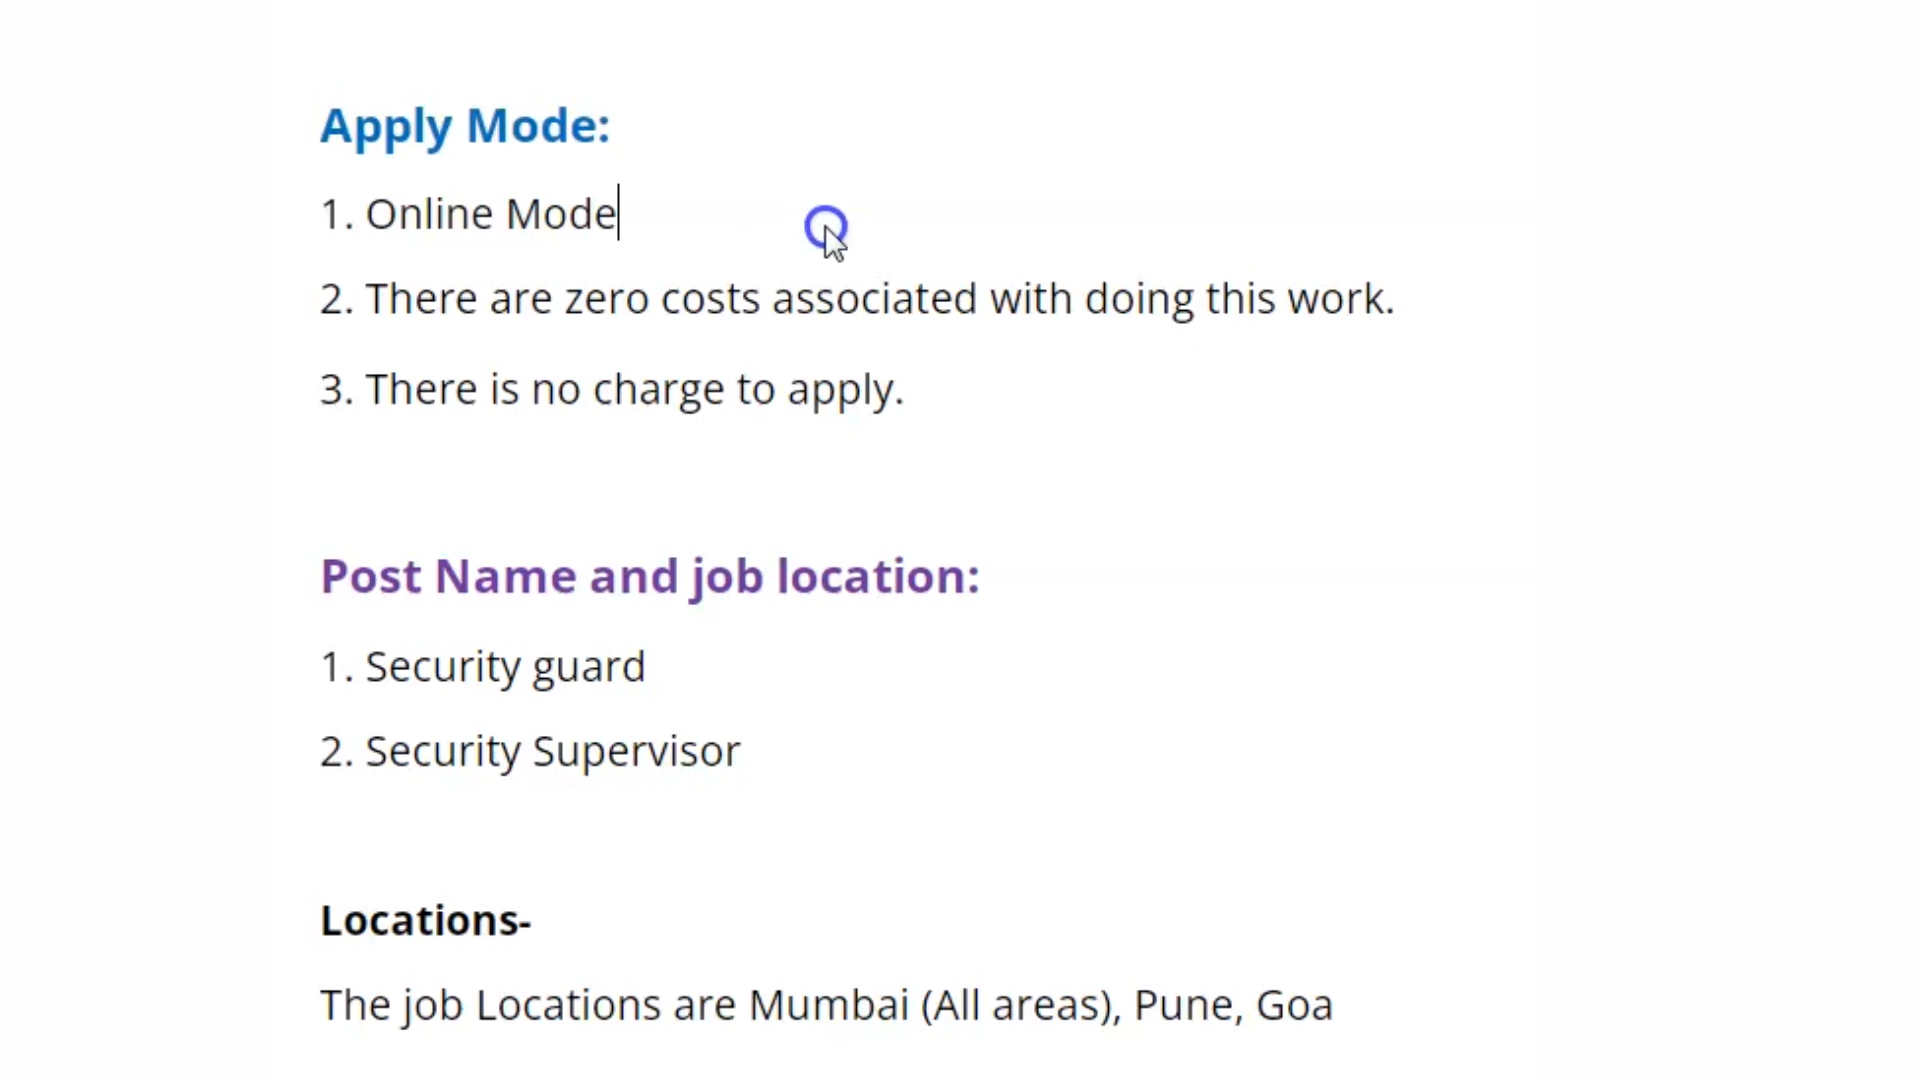 Apply Mode:
1. Online Mode
2. There are zero costs associated with doing this work.
3. There is no charge to apply.
Post Name and job location:
1. Security guard
2. Security Supervisor
Locations-
The job Locations are Mumbai (All areas), Pune, Goa